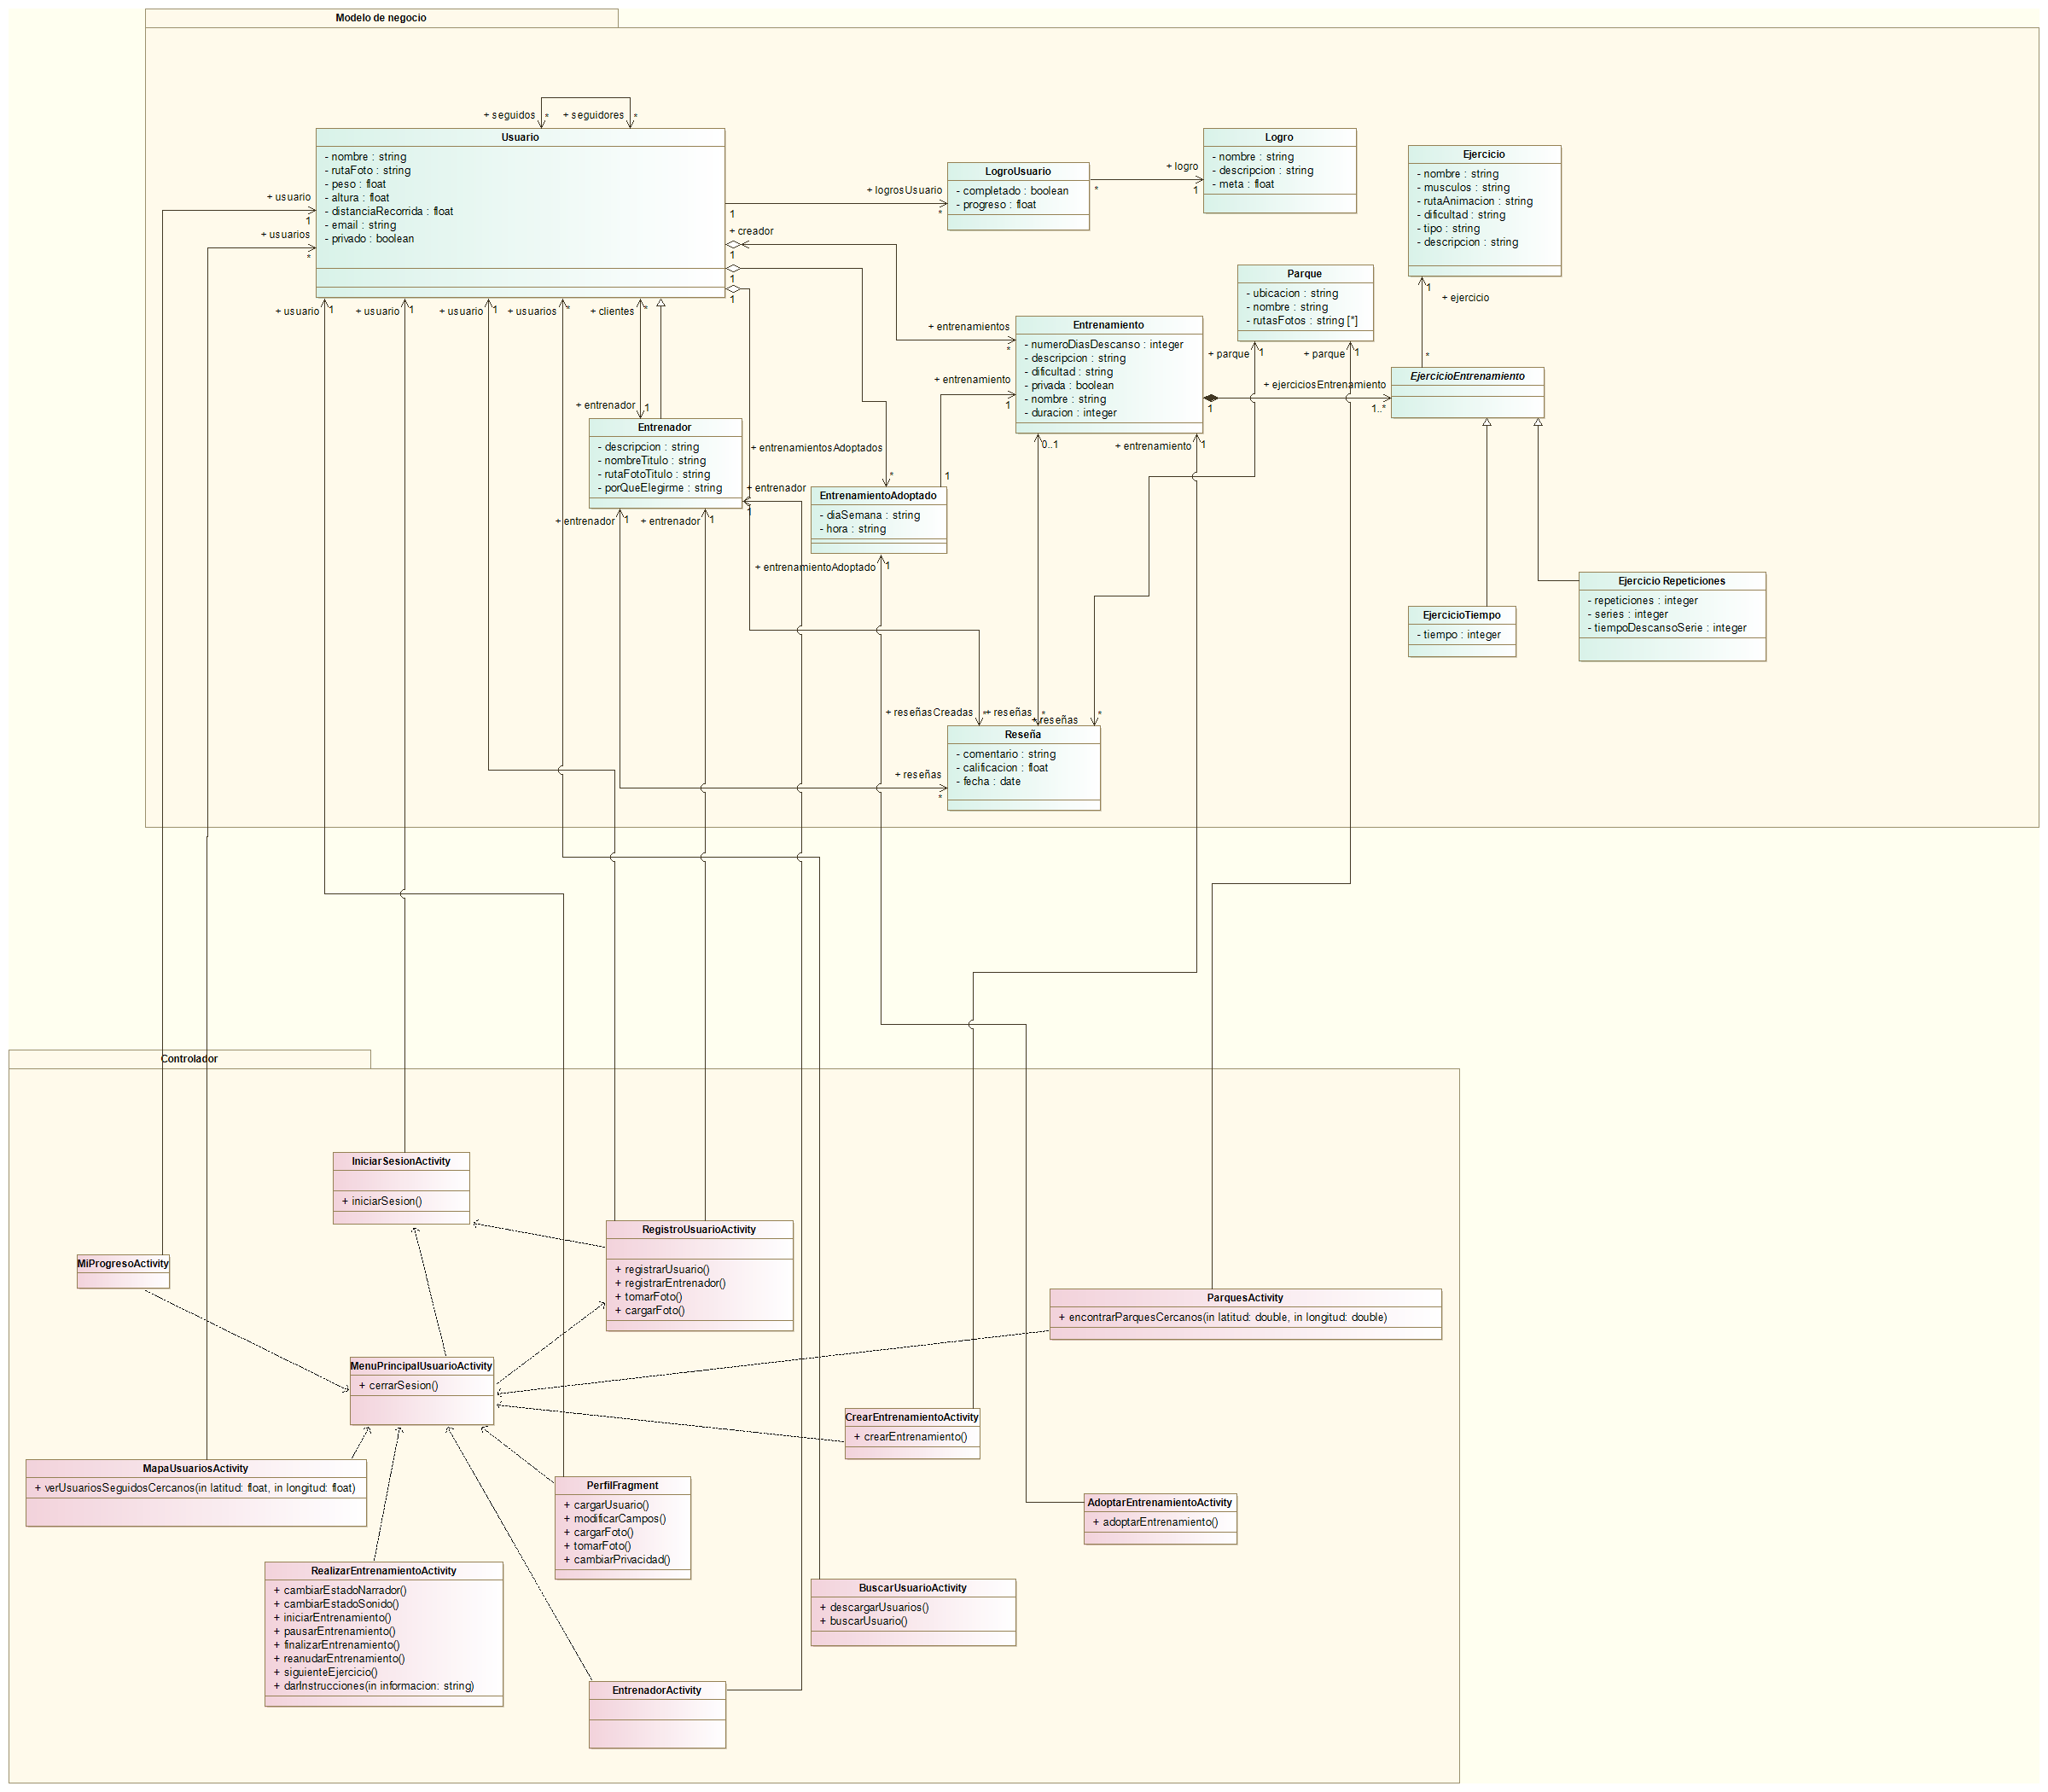 Modelo de negocio
+ seguidos
*
+ seguidores
*
Usuario
- nombre : string
- rutaFoto : string
- peso : float
- altura : float
- distanciaRecorrida : float
- email : string
- privado : boolean
+ usuario
1
+ usuarios
*
LogroUsuario
- completado : boolean
- progreso : float
+ logrosUsuario
1
*
+ logro
*
1
Logro
- nombre : string
- descripcion : string
- meta : float
Ejercicio
- nombre : string
- musculos : string
- rutaAnimacion : string
- dificultad : string
- tipo : string
- descripcion : string
+ creador
1
1
1
Parque
- ubicacion : string
- nombre : string
- rutasFotos : string [*]
1
+ ejercicio
*
+ usuario
1
+ usuario
1
+ usuario
1
+ usuarios
*
+ clientes
*
+ entrenamientos
*
Entrenamiento
- numeroDiasDescanso : integer
- descripcion : string
- dificultad : string
- privada : boolean
- nombre : string
- duracion : integer
+ parque
1
+ parque
1
EjercicioEntrenamiento
+ ejerciciosEntrenamiento
1
1..*
+ entrenamiento
1
1
+ entrenador
1
Entrenador
- descripcion : string
- nombreTitulo : string
- rutaFotoTitulo : string
- porQueElegirme : string
+ entrenamientosAdoptados
*
0..1
+ entrenamiento
1
+ entrenador
1
+ entrenador
1
+ entrenador
1
EntrenamientoAdoptado
- diaSemana : string
- hora : string
+ entrenamientoAdoptado
1
EjercicioTiempo
- tiempo : integer
Ejercicio Repeticiones
- repeticiones : integer
- series : integer
- tiempoDescansoSerie : integer
+ reseñasCreadas
*
+ reseñas
*
+ reseñas
*
Reseña
- comentario : string
- calificacion : float
- fecha : date
+ reseñas
*
Controlador
IniciarSesionActivity
+ iniciarSesion()
RegistroUsuarioActivity
+ registrarUsuario()
+ registrarEntrenador()
+ tomarFoto()
+ cargarFoto()
MiProgresoActivity
ParquesActivity
+ encontrarParquesCercanos(in latitud: double, in longitud: double)
MenuPrincipalUsuarioActivity
+ cerrarSesion()
CrearEntrenamientoActivity
+ crearEntrenamiento()
MapaUsuariosActivity
+ verUsuariosSeguidosCercanos(in latitud: float, in longitud: float)
PerfilFragment
+ cargarUsuario()
+ modificarCampos()
+ cargarFoto()
+ tomarFoto()
+ cambiarPrivacidad()
AdoptarEntrenamientoActivity
+ adoptarEntrenamiento()
RealizarEntrenamientoActivity
+ cambiarEstadoNarrador()
+ cambiarEstadoSonido()
+ iniciarEntrenamiento()
+ pausarEntrenamiento()
+ finalizarEntrenamiento()
+ reanudarEntrenamiento()
+ siguienteEjercicio()
+ darInstrucciones(in informacion: string)
BuscarUsuarioActivity
+ descargarUsuarios()
+ buscarUsuario()
EntrenadorActivity